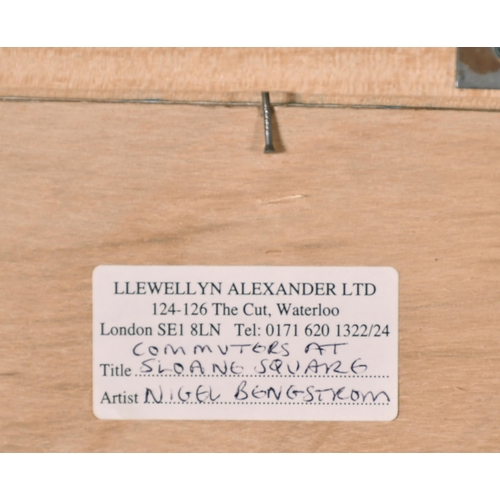 LLEWELLYN ALEXANDER LTD
124-126 The Cut, Waterloo
London SE1 8LN Tel: 0171 620 1322/24
COMMUTERS AT
Title SLOANE SQUARE
Artist NIGEL BENGSTROM